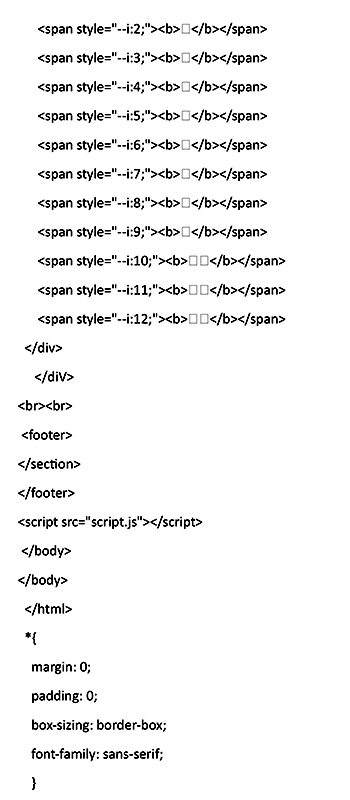 <span style="--i:2;"><b>□</b></span>
<span style="--i:3;"><b>□</b></span>
<span style="--i:4;"><b>□</b></span>
<span style="--i:5;"><b>□</b></span>
<span style="--i:6;"><b>□</b></span>
<span style="--i:7;"><b>□</b></span>
<span style="--i:8;"><b>□</b></span>
<span style="--i:9;"><b>□</b></span>
<span style="--i:10;"><b>□□</b></span>
<span style="--i:11;"><b>□□</b></span>
<span style="--i:12;"><b>□□</b></span>
</div>
</diV>
<br><br>
<footer>
</section>
</footer>
<script src="script.js"></script>
</body>
</body>
</html>
*{
margin: 0;
padding: 0;
box-sizing: border-box;
font-family: sans-serif;
}